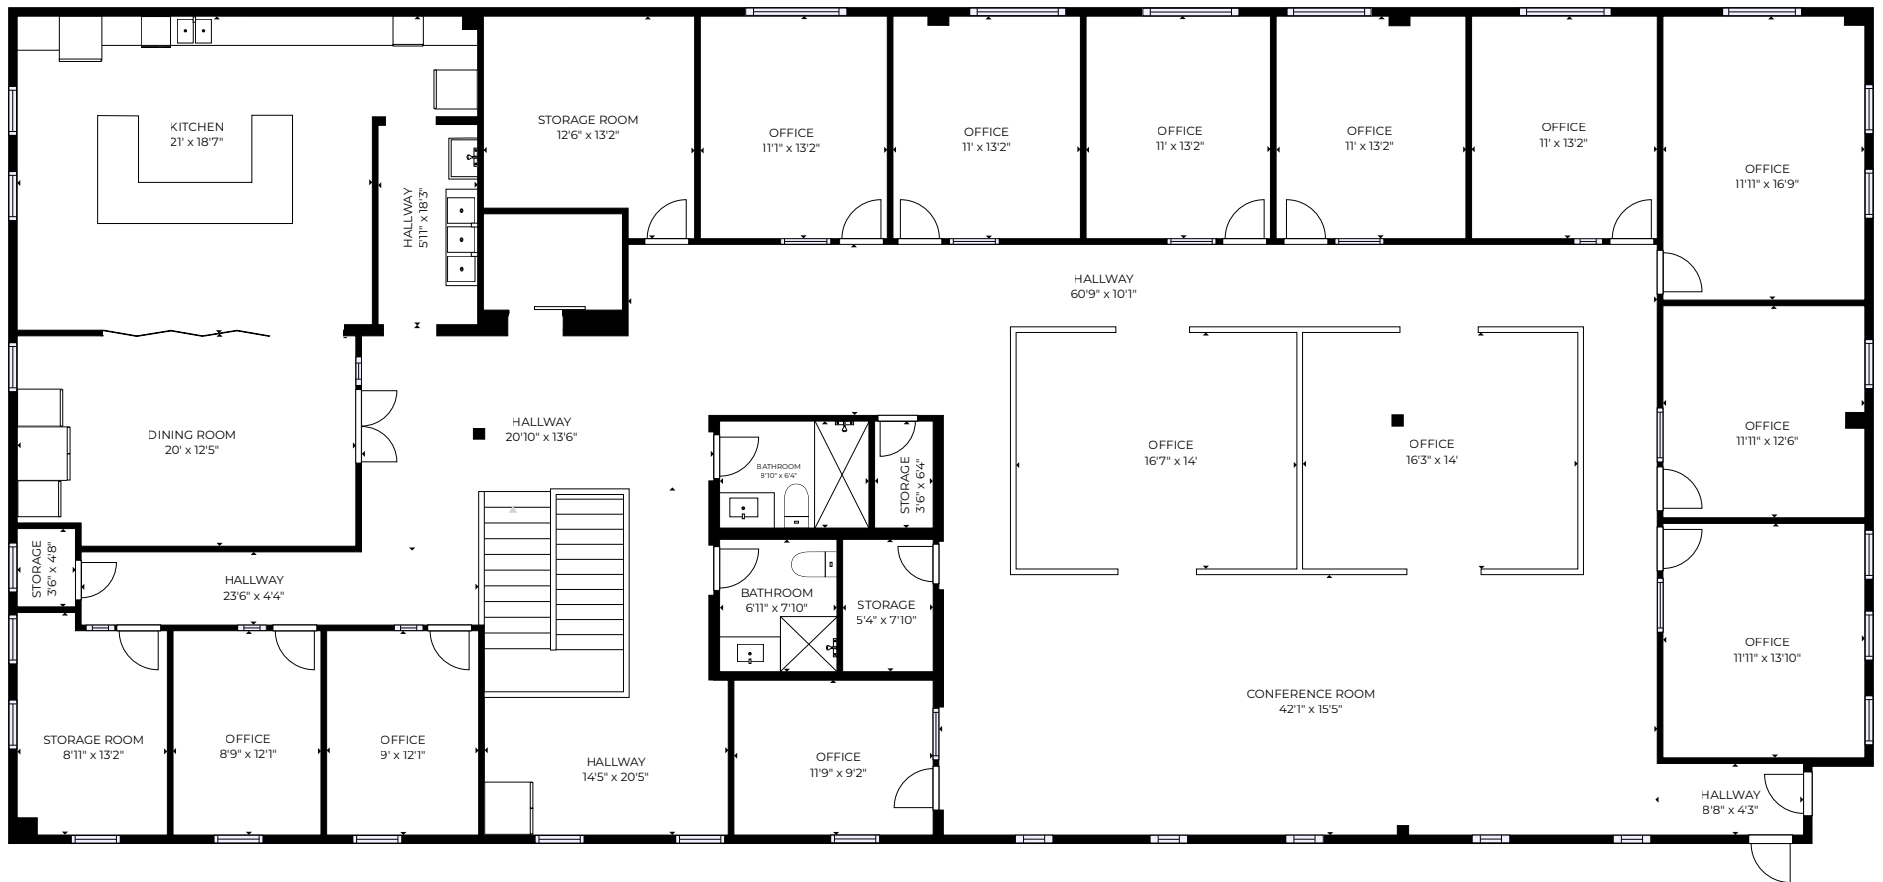 KITCHEN
21' x 18'7"
HALLWAY
5'11" x 18'3"
STORAGE ROOM
12'6" x 13'2"
OFFICE
11'1" x 13'2"
OFFICE
11' x 13'2"
OFFICE
11' x 13'2"
OFFICE
11' x 13'2"
OFFICE
11' x 13'2"
OFFICE
11'11" x 16'9"
HALLWAY
60'9" x 10'1"
DINING ROOM
20' x 12'5"
HALLWAY
20'10" x 13'6"
BATHROOM
8'10" x 6'4"
STORAGE
3'6" x 6'4"
OFFICE
16'7" x 14'
OFFICE
16'3" x 14'
OFFICE
11'11" x 12'6"
STORAGE
3'6" x 4'8"
HALLWAY
23'6" x 4'4"
BATHROOM
6'11" x 7'10"
STORAGE
5'4" x 7'10"
OFFICE
11'11" x 13'10"
CONFERENCE ROOM
42'1" x 15'5"
STORAGE ROOM
8'11" x 13'2"
OFFICE
8'9" x 12'1"
OFFICE
9' x 12'1"
HALLWAY
14'5" x 20'5"
OFFICE
11'9" x 9'2"
HALLWAY
8'8" x 4'3"